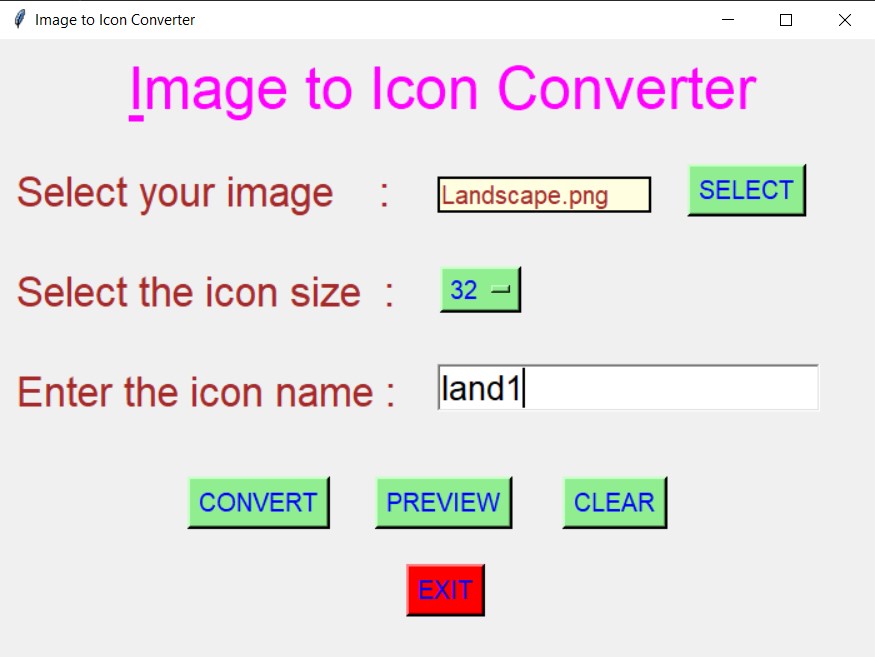 Image to Icon Converter
Image to Icon Converter
Select your image : Landscape.png SELECT
Select the icon size : 32
Enter the icon name : land1
CONVERT PREVIEW CLEAR
EXIT